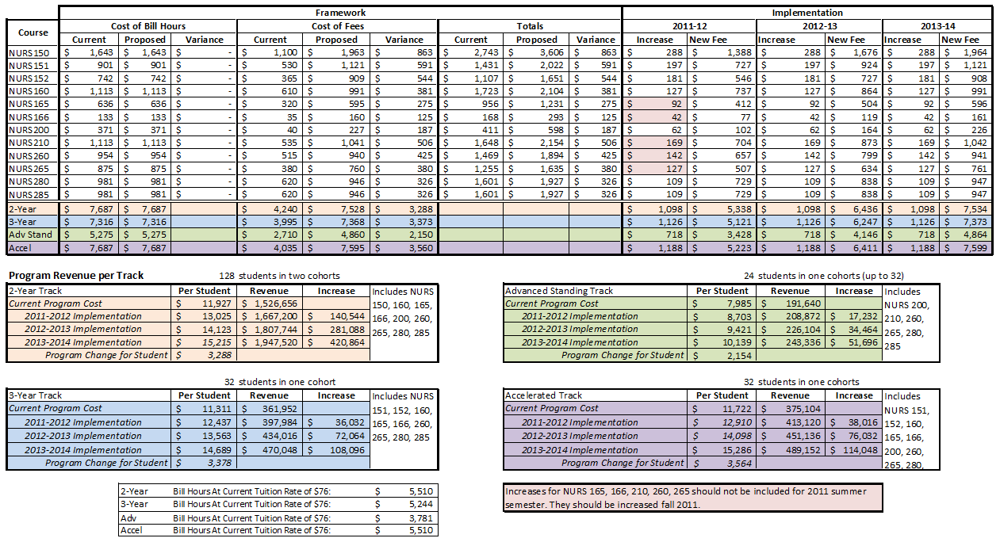 Framework Implementation
Course Cost of Bill Hours Cost of Fees Totals 2011-12 2012-13 2013-14
Current Proposed Variance Current Proposed Variance Current Proposed Variance Increase New Fee Increase New Fee Increase New Fee
NURS150 $ 1,643 $ 1,643 $ - $ 1,100 $ 1,963 $ 863 $ 2,743 $ 3,606 $ 863 $ 288 $ 1,388 $ 288 $ 1,676 $ 288 $ 1,964
NURS151 $ 901 $ 901 $ - $ 530 $ 1,121 $ 591 $ 1,431 $ 2,022 $ 591 $ 197 $ 727 $ 197 $ 924 $ 197 $ 1,121
NURS152 $ 742 $ 742 $ - $ 365 $ 909 $ 544 $ 1,107 $ 1,651 $ 544 $ 181 $ 546 $ 181 $ 727 $ 181 $ 908
NURS160 $ 1,113 $ 1,113 $ - $ 610 $ 991 $ 381 $ 1,723 $ 2,104 $ 381 $ 127 $ 737 $ 127 $ 864 $ 127 $ 991
NURS165 $ 636 $ 636 $ - $ 320 $ 595 $ 275 $ 956 $ 1,231 $ 275 $ 92 $ 412 $ 92 $ 504 $ 92 $ 596
NURS166 $ 133 $ 133 $ - $ 35 $ 160 $ 125 $ 168 $ 293 $ 125 $ 42 $ 77 $ 42 $ 119 $ 42 $ 161
NURS200 $ 371 $ 371 $ - $ 40 $ 227 $ 187 $ 411 $ 598 $ 187 $ 62 $ 102 $ 62 $ 164 $ 62 $ 226
NURS210 $ 1,113 $ 1,113 $ - $ 535 $ 1,041 $ 506 $ 1,648 $ 2,154 $ 506 $ 169 $ 704 $ 169 $ 873 $ 169 $ 1,042
NURS260 $ 954 $ 954 $ - $ 515 $ 940 $ 425 $ 1,469 $ 1,894 $ 425 $ 142 $ 657 $ 142 $ 799 $ 142 $ 941
NURS265 $ 875 $ 875 $ - $ 380 $ 760 $ 380 $ 1,255 $ 1,635 $ 380 $ 127 $ 507 $ 127 $ 634 $ 127 $ 761
NURS280 $ 981 $ 981 $ - $ 620 $ 946 $ 326 $ 1,601 $ 1,927 $ 326 $ 109 $ 729 $ 109 $ 838 $ 109 $ 947
NURS285 $ 981 $ 981 $ - $ 620 $ 946 $ 326 $ 1,601 $ 1,927 $ 326 $ 109 $ 729 $ 109 $ 838 $ 109 $ 947
2-Year $ 7,687 $ 7,687 $ 4,240 $ 7,528 $ 3,288 $ 1,098 $ 5,338 $ 1,098 $ 6,436 $ 1,098 $ 7,534
3-Year $ 7,316 $ 7,316 $ 3,995 $ 7,368 $ 3,373 $ 1,126 $ 5,121 $ 1,126 $ 6,247 $ 1,126 $ 7,373
Adv Stand $ 5,275 $ 5,275 $ 2,710 $ 4,860 $ 2,150 $ 718 $ 3,428 $ 718 $ 4,146 $ 718 $ 4,864
Accel $ 7,687 $ 7,687 $ 4,035 $ 7,595 $ 3,560 $ 1,188 $ 5,223 $ 1,188 $ 6,411 $ 1,188 $ 7,599
Program Revenue per Track 128 students in two cohorts
2-Year Track Per Student Revenue Increase Includes NURS
Current Program Cost $ 11,927 $ 1,526,656 150, 160, 165,
2011-2012 Implementation $ 13,025 $ 1,667,200 $ 140,544 166, 200, 260,
2012-2013 Implementation $ 14,123 $ 1,807,744 $ 281,088 265, 280, 285
2013-2014 Implementation $ 15,215 $ 1,947,520 $ 420,864
Program Change for Student $ 3,288
24 students in one cohorts (up to 32)
Advanced Standing Track Per Student Revenue Increase Includes
Current Program Cost $ 7,985 $ 191,640 NURS 200,
2011-2012 Implementation $ 8,703 $ 208,872 $ 17,232 210, 260,
2012-2013 Implementation $ 9,421 $ 226,104 $ 34,464 265, 280,
2013-2014 Implementation $ 10,139 $ 243,336 $ 51,696 285
Program Change for Student $ 2,154
32 students in one cohort
3-Year Track Per Student Revenue Increase Includes NURS
Current Program Cost $ 11,311 $ 361,952 151, 152, 160,
2011-2012 Implementation $ 12,437 $ 397,984 $ 36,032 165, 166, 260,
2012-2013 Implementation $ 13,563 $ 434,016 $ 72,064 265, 280, 285
2013-2014 Implementation $ 14,689 $ 470,048 $ 108,096
Program Change for Student $ 3,378
32 students in one cohorts
Accelerated Track Per Student Revenue Increase Includes
Current Program Cost $ 11,722 $ 375,104 NURS 151,
2011-2012 Implementation $ 12,910 $ 413,120 $ 38,016 152, 160,
2012-2013 Implementation $ 14,098 $ 451,136 $ 76,032 165, 166,
2013-2014 Implementation $ 15,286 $ 489,152 $ 114,048 200, 260,
Program Change for Student $ 3,564 265, 280,
2-Year Bill Hours At Current Tuition Rate of $76: $ 5,510
3-Year Bill Hours At Current Tuition Rate of $76: $ 5,244
Adv Bill Hours At Current Tuition Rate of $76: $ 3,781
Accel Bill Hours At Current Tuition Rate of $76: $ 5,510
Increases for NURS 165, 166, 210, 260, 265 should not be included for 2011 summer
semester. They should be increased fall 2011.